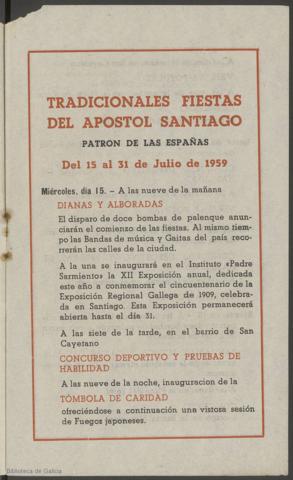 TRADICIONALES FIESTAS
DEL APOSTOL SANTIAGO
PATRON DE LAS ESPAÑAS
Del 15 al 31 de Julio de 1959
Miércoles, día 15. – A las nueve de la mañana
DIANAS Y ALBORADAS
El disparo de doce bombas de palenque anun-
ciarán el comienzo de las fiestas. Al mismo tiem-
po las Bandas de música y Gaitas del país reco-
rrerán las calles de la ciudad.
A la una se inaugurará en el Instituto «Padre
Sarmiento» la XII Exposición anual, dedicada
este año a conmemorar el cincuentenario de la
Exposición Regional Gallega de 1909, celebra-
da en Santiago. Esta Exposición permanecerá
abierta hasta el día 31.
A las siete de la tarde, en el barrio de San
Cayetano
CONCURSO DEPORTIVO Y PRUEBAS DE
HABILIDAD
A las nueve de la noche, inauguracion de la
TÓMBOLA DE CARIDAD
ofreciéndose a continuación una vistosa sesión
de Fuegos japoneses.
Biblioteca de Galicia